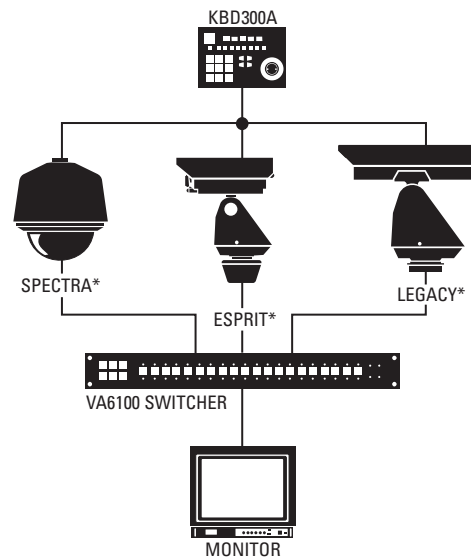 KBD300A
SPECTRA*
ESPRIT*
LEGACY*
VA6100 SWITCHER
MONITOR